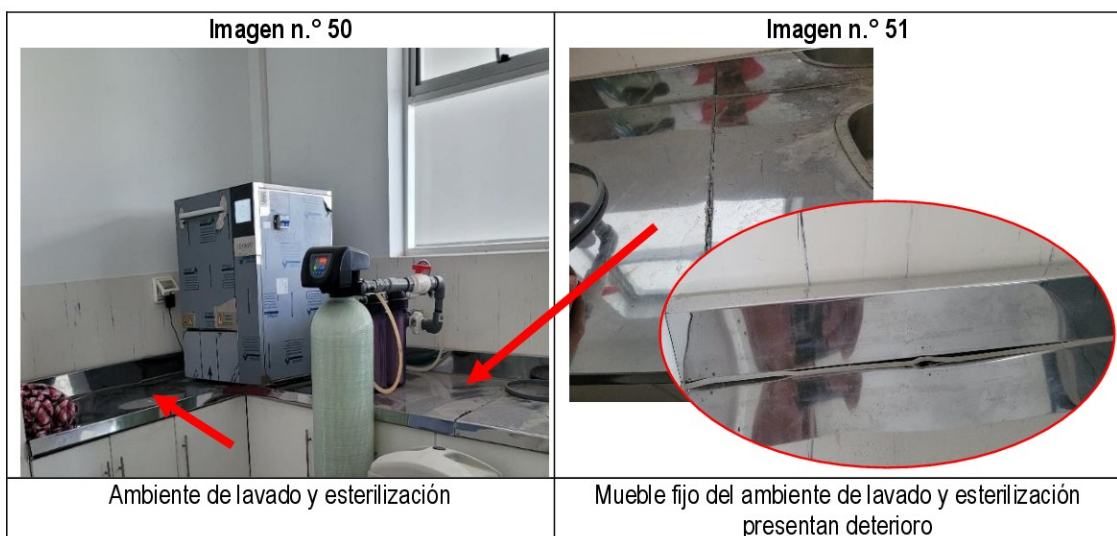 Imagen n.° 50
Imagen n.° 51
Ambiente de lavado y esterilización
Mueble fijo del ambiente de lavado y esterilización
presentan deterioro